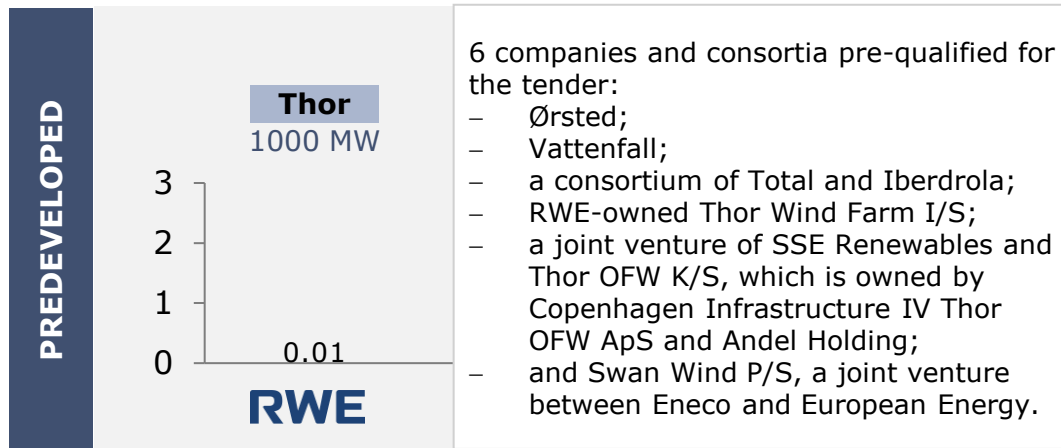 PREDEVELOPED
Thor
1000 MW
3
2
1
0
0.01
RWE
6 companies and consortia pre-qualified for
the tender:
– Ørsted;
– Vattenfall;
– a consortium of Total and Iberdrola;
– RWE-owned Thor Wind Farm I/S;
– a joint venture of SSE Renewables and
Thor OFW K/S, which is owned by
Copenhagen Infrastructure IV Thor
OFW ApS and Andel Holding;
– and Swan Wind P/S, a joint venture
between Eneco and European Energy.